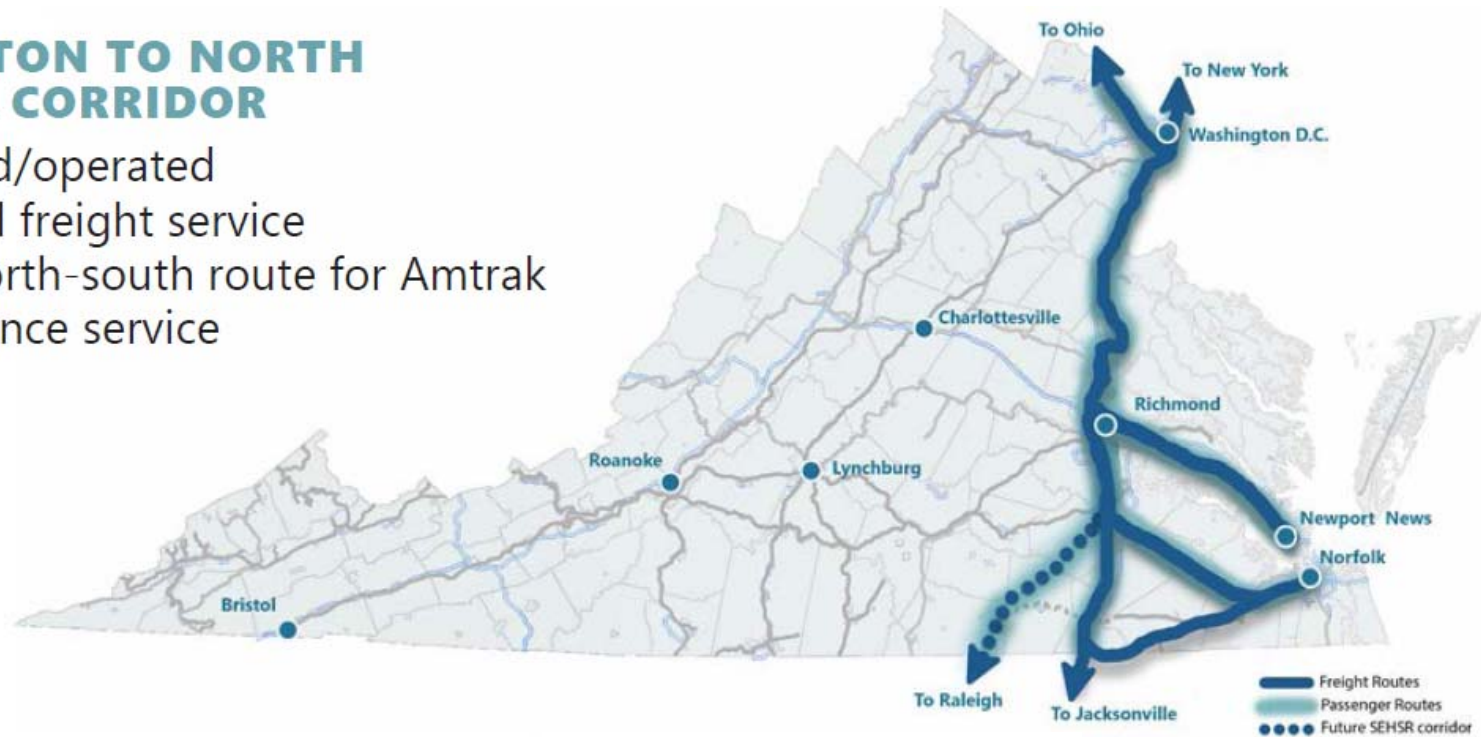 TON TO NORTH
CORRIDOR
d/operated
l freight service
orth-south route for Amtrak
nce service
To Ohio
To New York
Washington D.C.
Charlottesville
Richmond
Roanoke
Lynchburg
Newport News
Norfolk
Bristol
To Raleigh
To Jacksonville
Freight Routes
Passenger Routes
Future SEHSR corridor